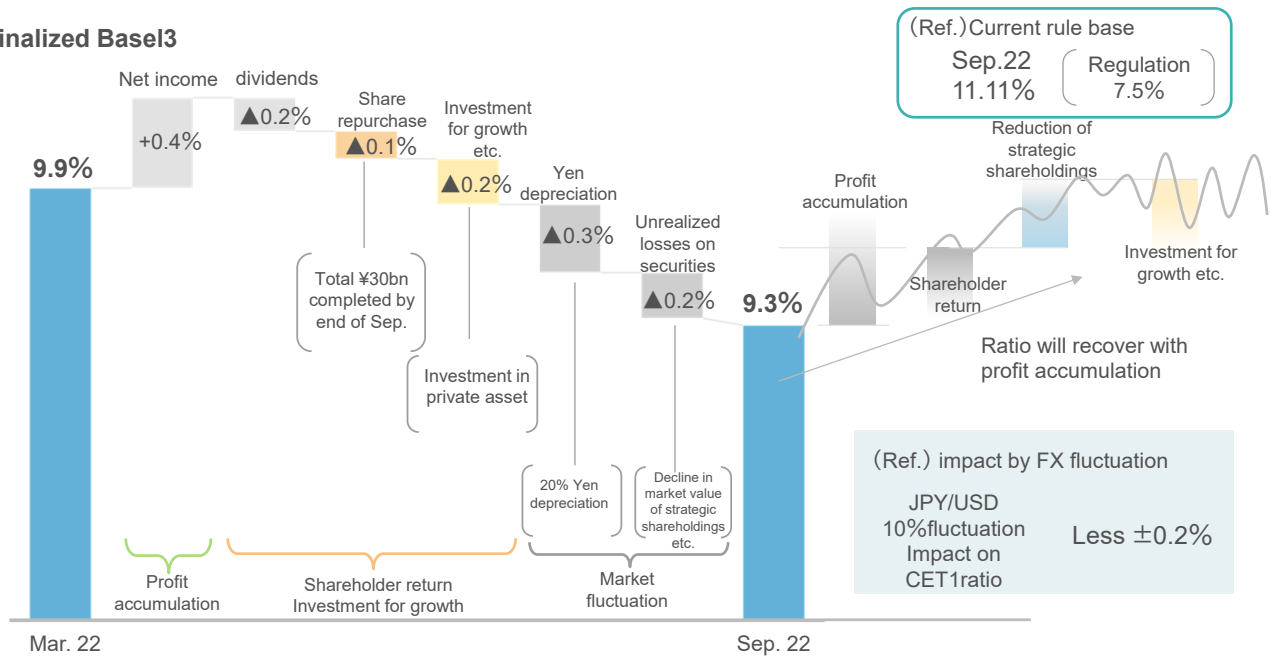 inalized Basel3
(Ref.)Current rule base
Sep.22
11.11%
Regulation
7.5%
Net income
+0.4%
dividends
▲0.2%
Share
repurchase
▲0.1%
Investment
for growth
etc.
▲0.2%
Yen
depreciation
▲0.3%
Unrealized
losses on
securities
▲0.2%
9.9%
9.3%
Total ¥30bn
completed by
end of Sep.
Investment in
private asset
20% Yen
depreciation
Decline in
market value
of strategic
shareholdings
etc.
Profit
accumulation
Shareholder return
Investment for growth
Market
fluctuation
Mar. 22
Sep. 22
Profit
accumulation
Shareholder
return
Reduction of
strategic
shareholdings
Investment for
growth etc.
Ratio will recover with
profit accumulation
(Ref.) impact by FX fluctuation
JPY/USD
10%fluctuation
Impact on
CET1ratio
Less ±0.2%